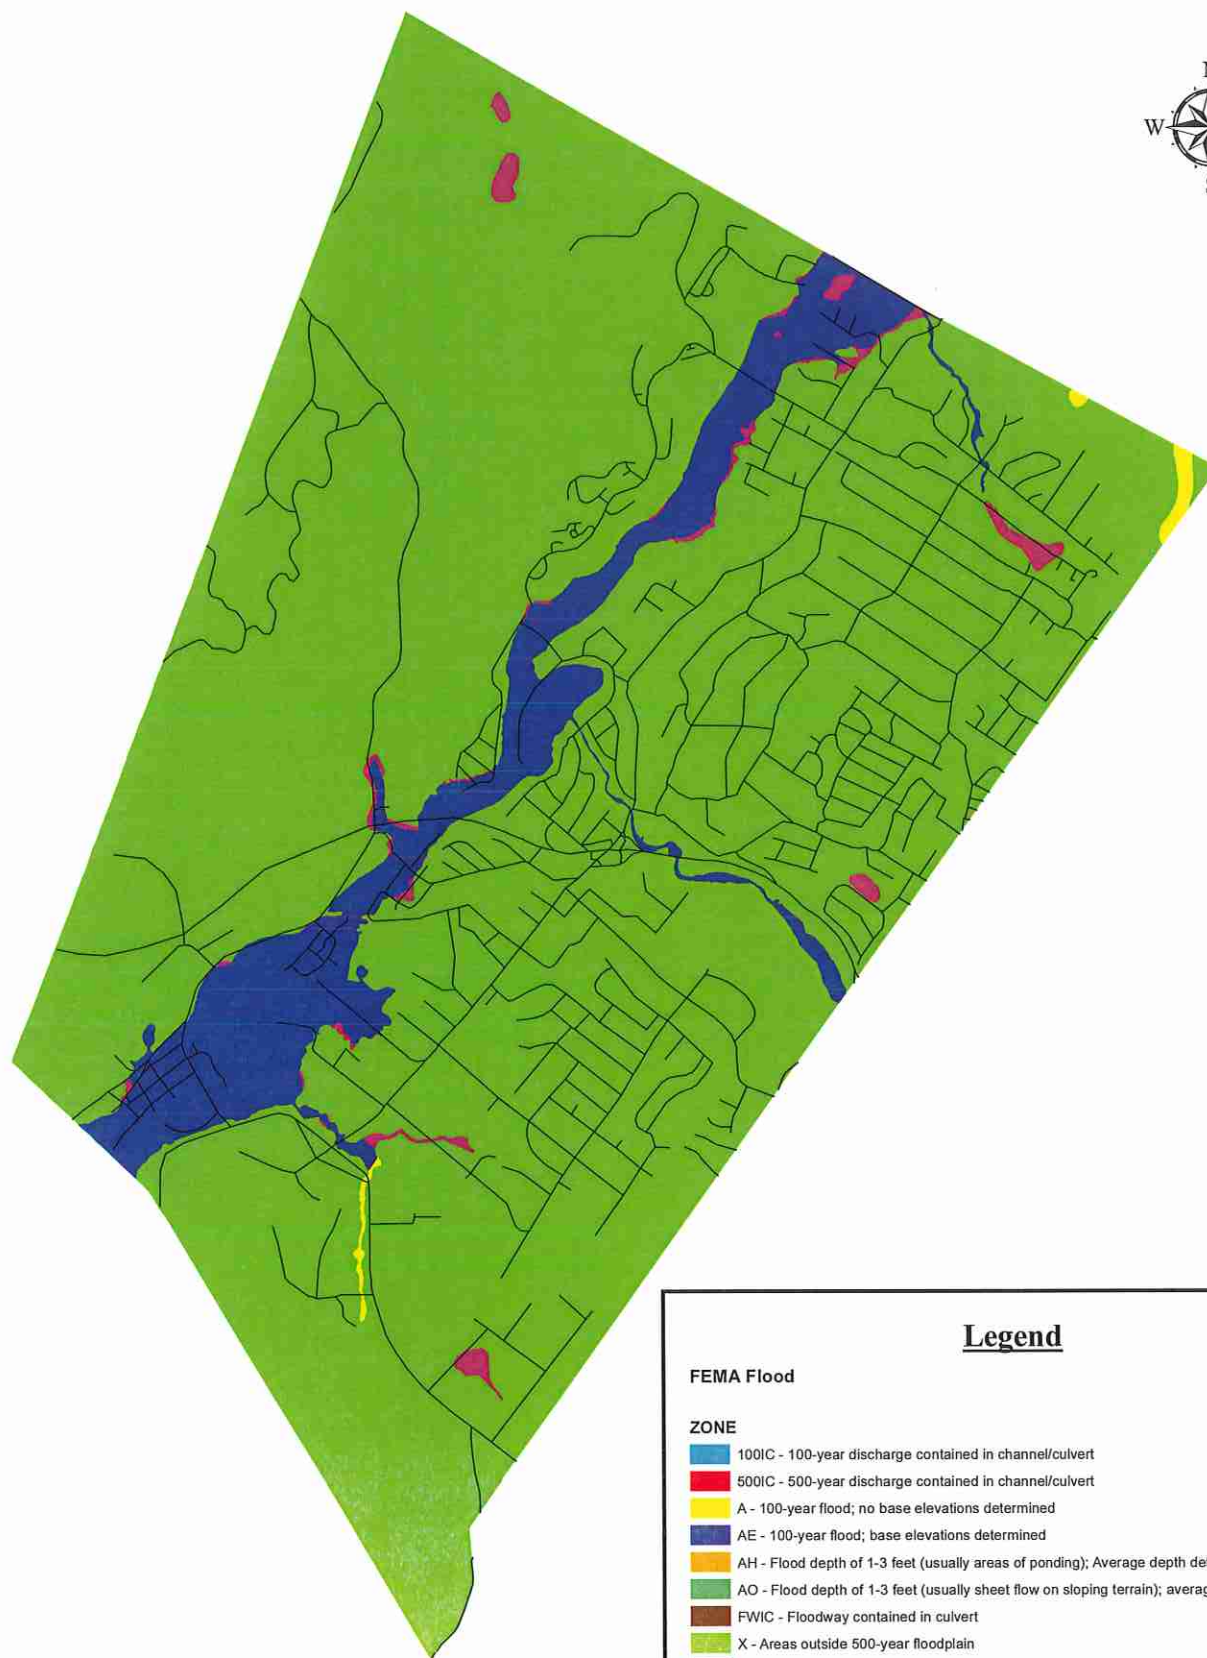 W
Legend
FEMA Flood
ZONE
100IC - 100-year discharge contained in channel/culvert
500IC - 500-year discharge contained in channel/culvert
A - 100-year flood; no base elevations determined
AE - 100-year flood; base elevations determined
AH - Flood depth of 1-3 feet (usually areas of ponding); Average depth
AO - Flood depth of 1-3 feet (usually sheet flow on sloping terrain);
FWIC - Floodway contained in culvert
X - Areas outside 500-year floodplain